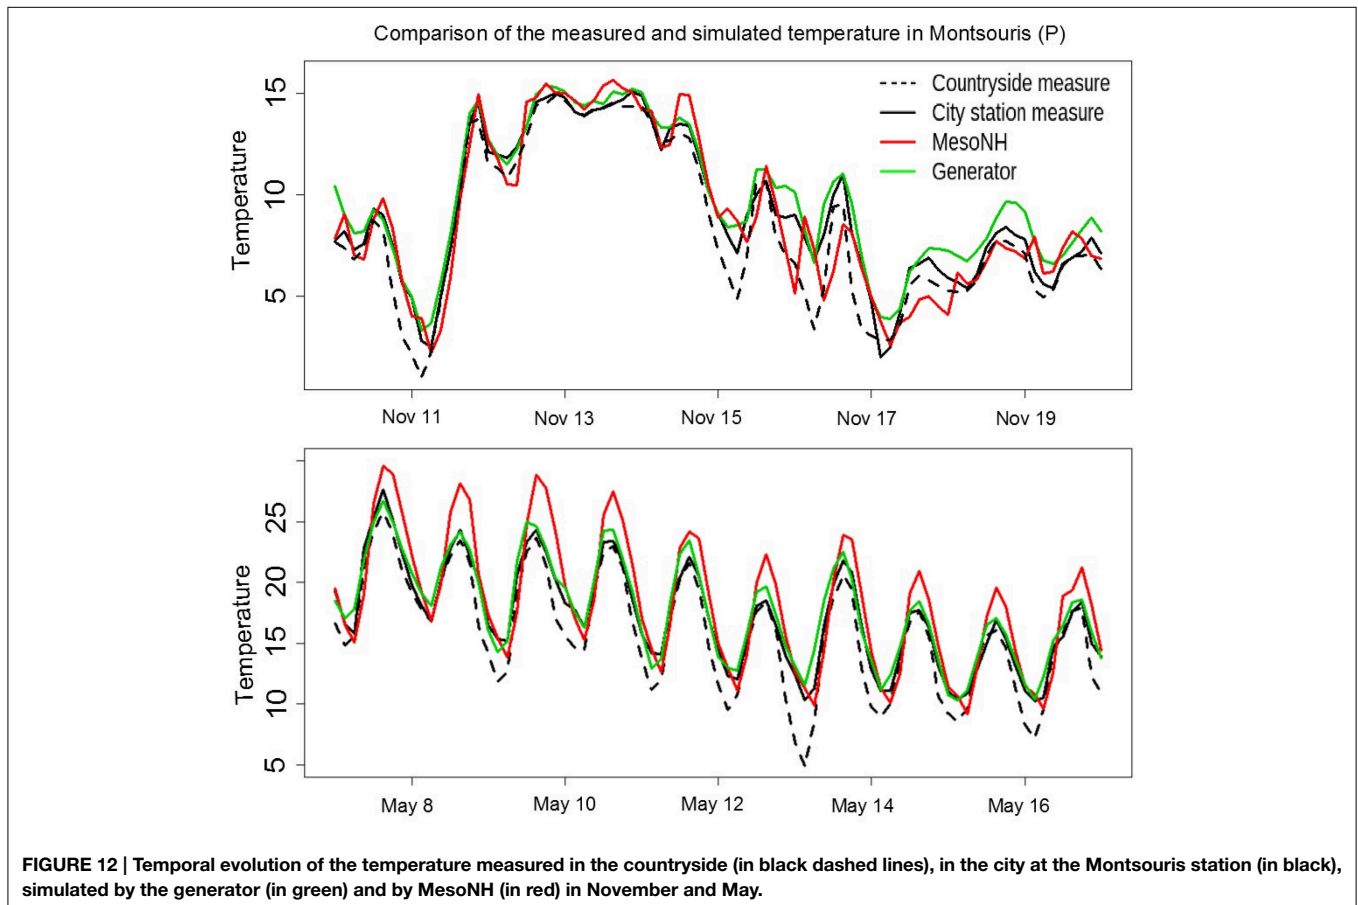 Comparison of the measured and simulated temperature in Montsouris (P)
Temperature
15
10
5
Countryside measure
City station measure
MesoNH
Generator
Nov 11 Nov 13 Nov 15 Nov 17 Nov 19
Temperature
25
20
15
10
5
May 8 May 10 May 12 May 14 May 16
FIGURE 12 | Temporal evolution of the temperature measured in the countryside (in black dashed lines), in the city at the Montsouris station (in black),
simulated by the generator (in green) and by MesoNH (in red) in November and May.